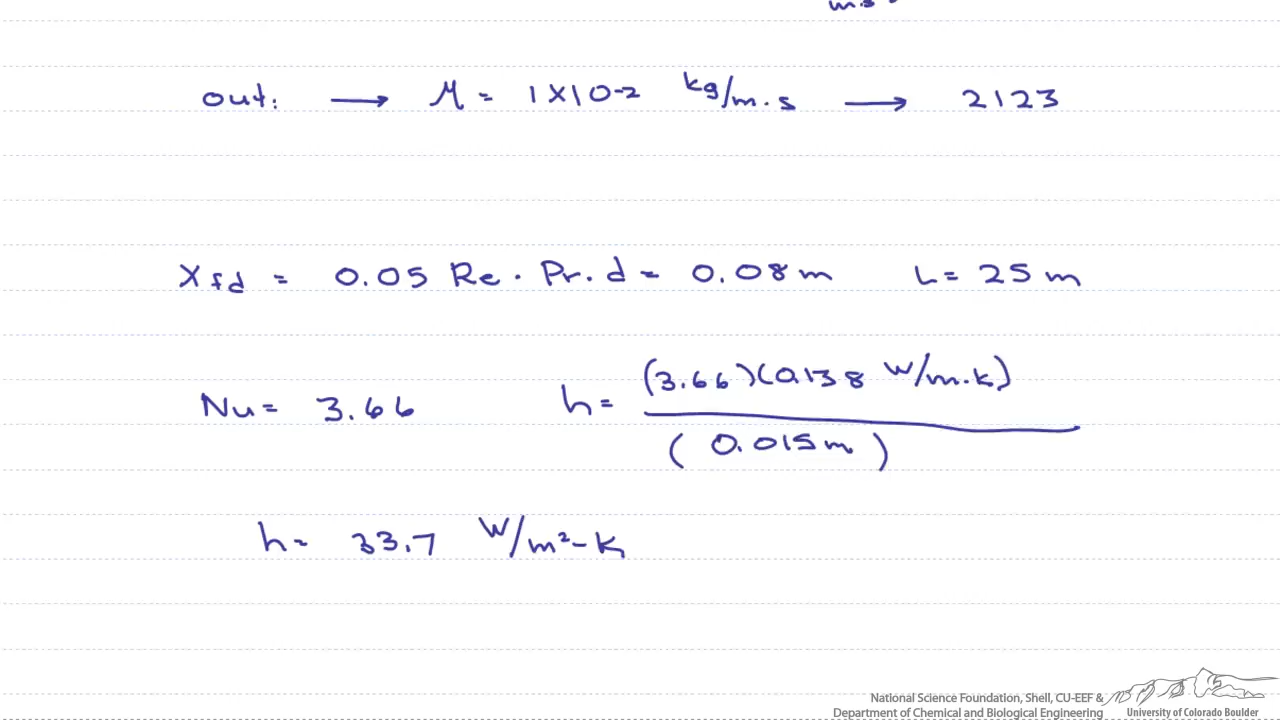 m.s
out: → μ = 1X10-2 kg/m.s → 2123
Xfd = 0.05 Re . Pr. d = 0.08 m L = 25 m
Nu = 3.66 h = (3.66)(0.138 W/m.K)
(0.015m)
h = 33.7 W/m²-K
National Science Foundation, Shell, CU-EEF &
Department of Chemical and Biological Engineering
University of Colorado Boulder